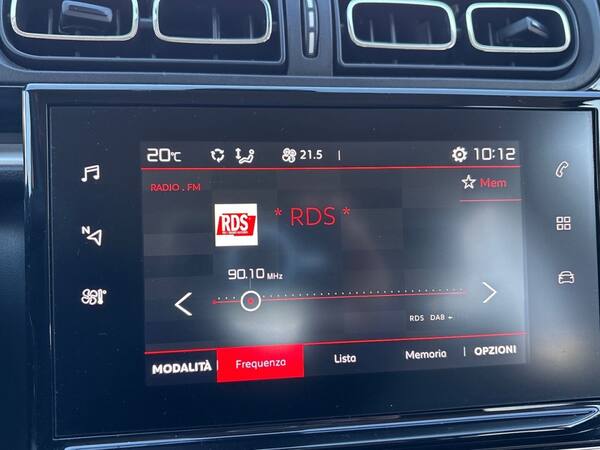 20°C 21.5 10:12
RADIO . FM
Mem
RDS
* RDS *
N
90.10 MHz
RDS DAB
MODALITÀ Frequenza Lista Memoria OPZIONI